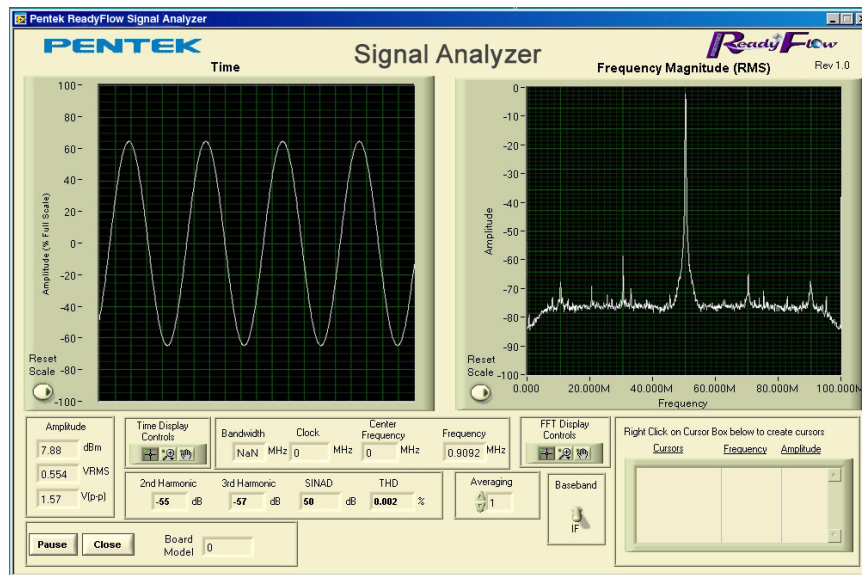 Pentek ReadyFlow Signal Analyzer
PENTEK
Signal Analyzer
ReadyFlow
Rev 1.0
Time
Frequency Magnitude (RMS)
Amplitude (% Full Scale)
100
80
60
40
20
0
-20
-40
-60
-80
-100
Reset
Scale
Amplitude
0
-10
-20
-30
-40
-50
-60
-70
-80
-90
-100
Reset
Scale
0.000 20.000M 40.000M 60.000M 80.000M 100.000M
Frequency
Amplitude
7.88 dBm
0.554 VRMS
1.57 V(p-p)
Time Display
Controls
Bandwidth Clock Center
Frequency Frequency
NaN MHz 0 MHz 0 MHz 0.9092 MHz
FFT Display
Controls
2nd Harmonic 3rd Harmonic SINAD THD
-55 dB -57 dB 50 dB 0.002 %
Averaging
1
Baseband
IF
Right Click on Cursor Box below to create cursors
Cursors Frequency Amplitude
Pause Close Board
Model 0